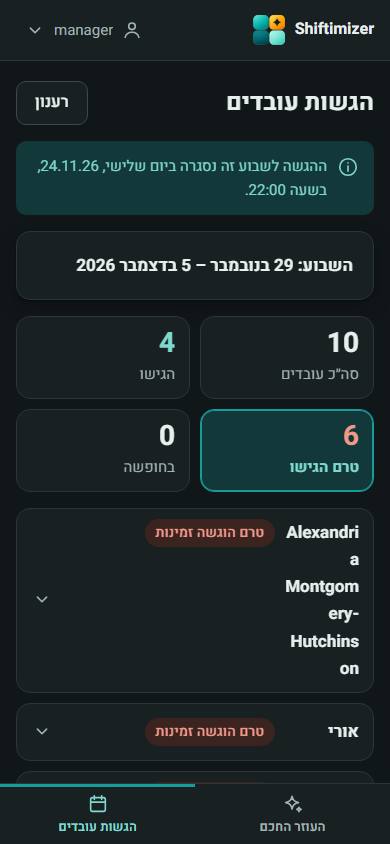 Shiftimizer
manager
הגשות עובדים
רענון
ההגשה לשבוע זה נסגרה ביום שלישי, 24.11.26,
בשעה 22:00.
השבוע: 29 בנובמבר – 5 בדצמבר 2026
10
סה״כ עובדים
4
הגישו
6
טרם הגישו
0
בחופשה
Alexandri
a
Montgom
ery-
Hutchins
on
טרם הוגשה זמינות
אורי
טרם הוגשה זמינות
העוזר החכם
הגשות עובדים